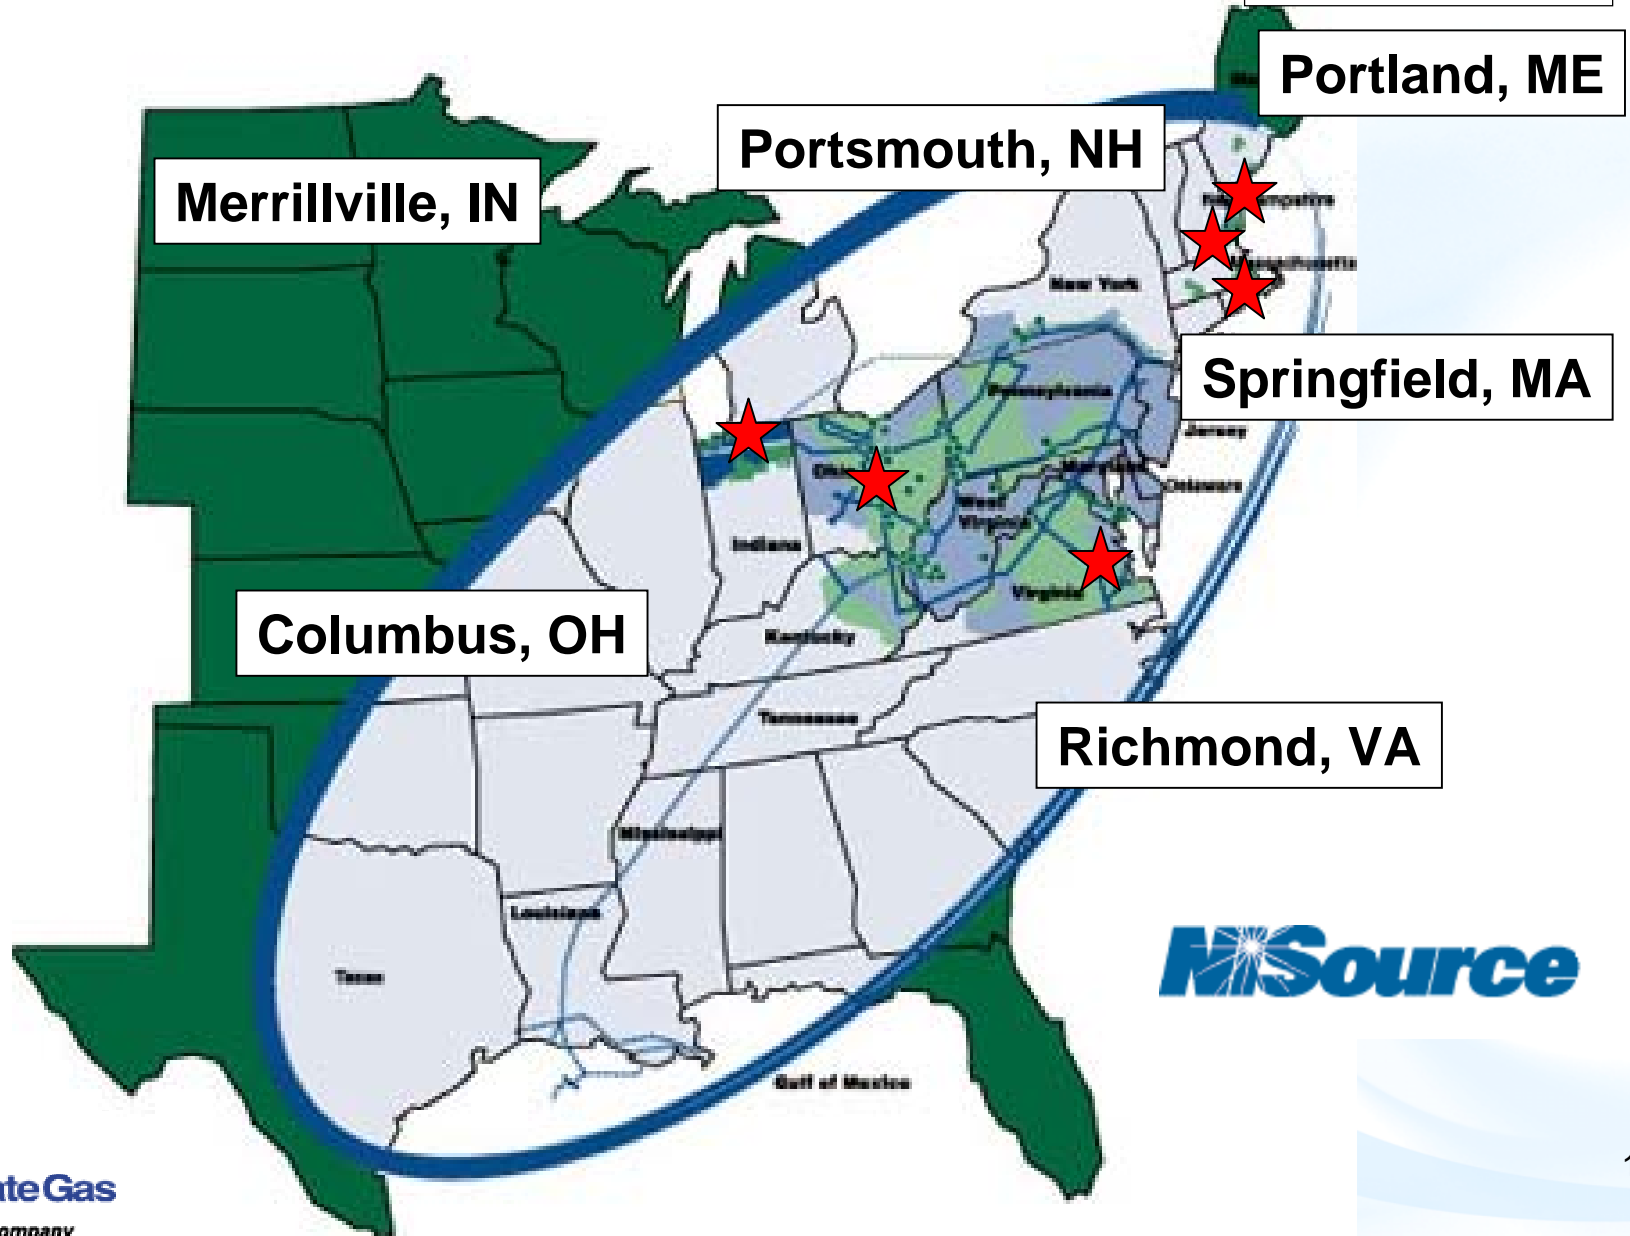 Portland, ME
Portsmouth, NH
Merrillville, IN
New York
Springfield, MA
Pennsylvania
Jersey
Ohio
Maryland
Delaware
West
Virginia
Indiana
Virginia
Columbus, OH
Kentucky
Tennessee
Richmond, VA
Mississippi
Louisiana
NiSource
Texas
Gulf of Mexico
ateGas
ompany